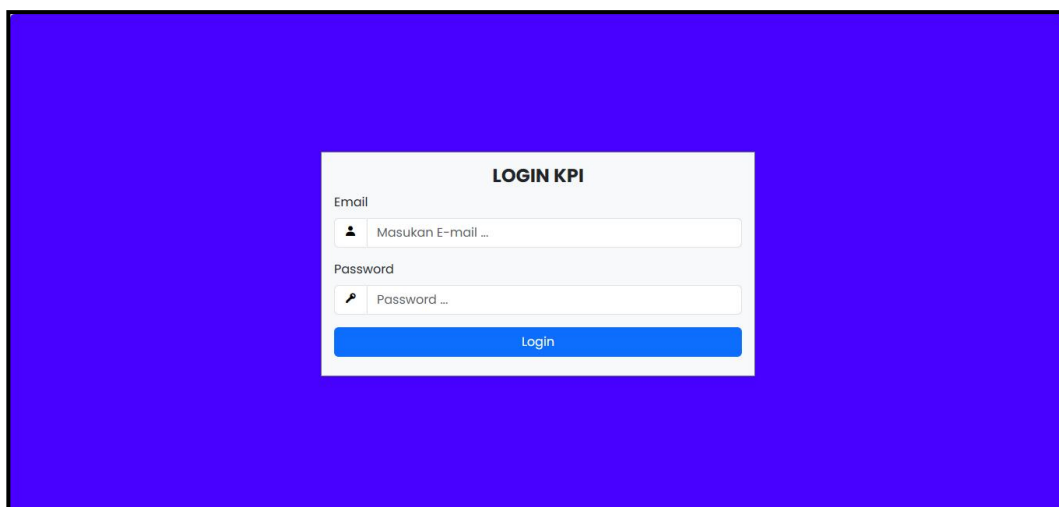 LOGIN KPI
Email
Masukan E-mail ...
Password
Password ...
Login